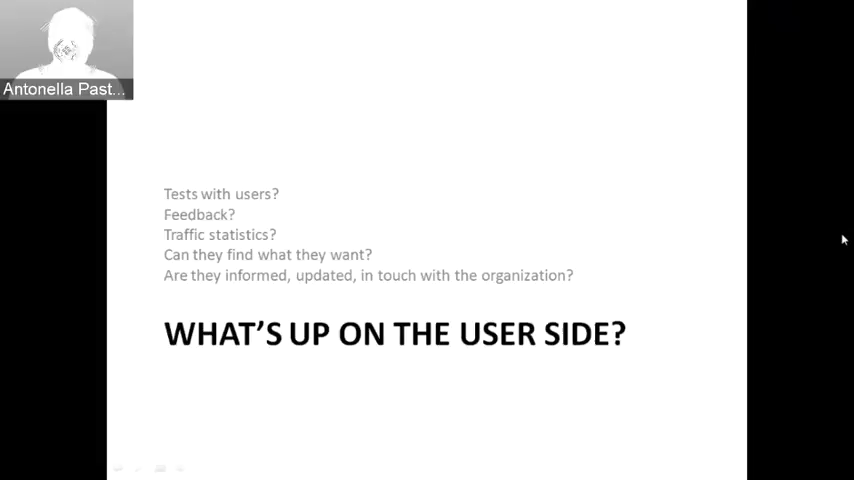 Antonella Past...
Tests with users?
Feedback?
Traffic statistics?
Can they find what they want?
Are they informed, updated, in touch with the organization?
WHAT'S UP ON THE USER SIDE?